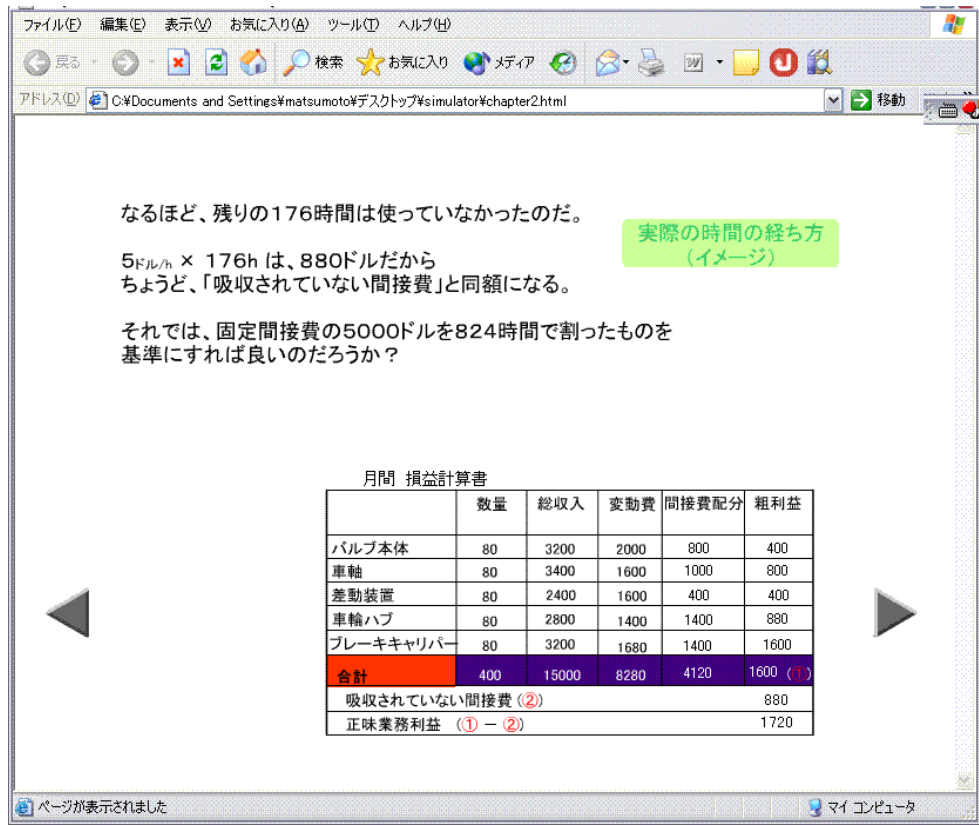 ファイル(F) 編集(E) 表示(V) お気に入り(A) ツール(T) ヘルプ(H)
戻る 検索 お気に入り メディア
アドレス(D) C:¥Documents and Settings¥matsumoto¥デスクトップ¥simulator¥chapter2.html 移動
なるほど、残りの176時間は使っていなかったのだ。
実際の時間の経ち方
(イメージ)
5ドル/h × 176h は、880ドルだから
ちょうど、「吸収されていない間接費」と同額になる。
それでは、固定間接費の5000ドルを824時間で割ったものを
基準にすれば良いのだろうか？
月間 損益計算書
数量 総収入 変動費 間接費配分 粗利益
バルブ本体 80 3200 2000 800 400
車軸 80 3400 1600 1000 800
差動装置 80 2400 1600 400 400
車輪ハブ 80 2800 1400 1400 880
ブレーキキャリパー 80 3200 1680 1400 1600
合計 400 15000 8280 4120 1600 (①)
吸収されていない間接費 (②) 880
正味業務利益 (① － ②) 1720
ページが表示されました マイ コンピュータ